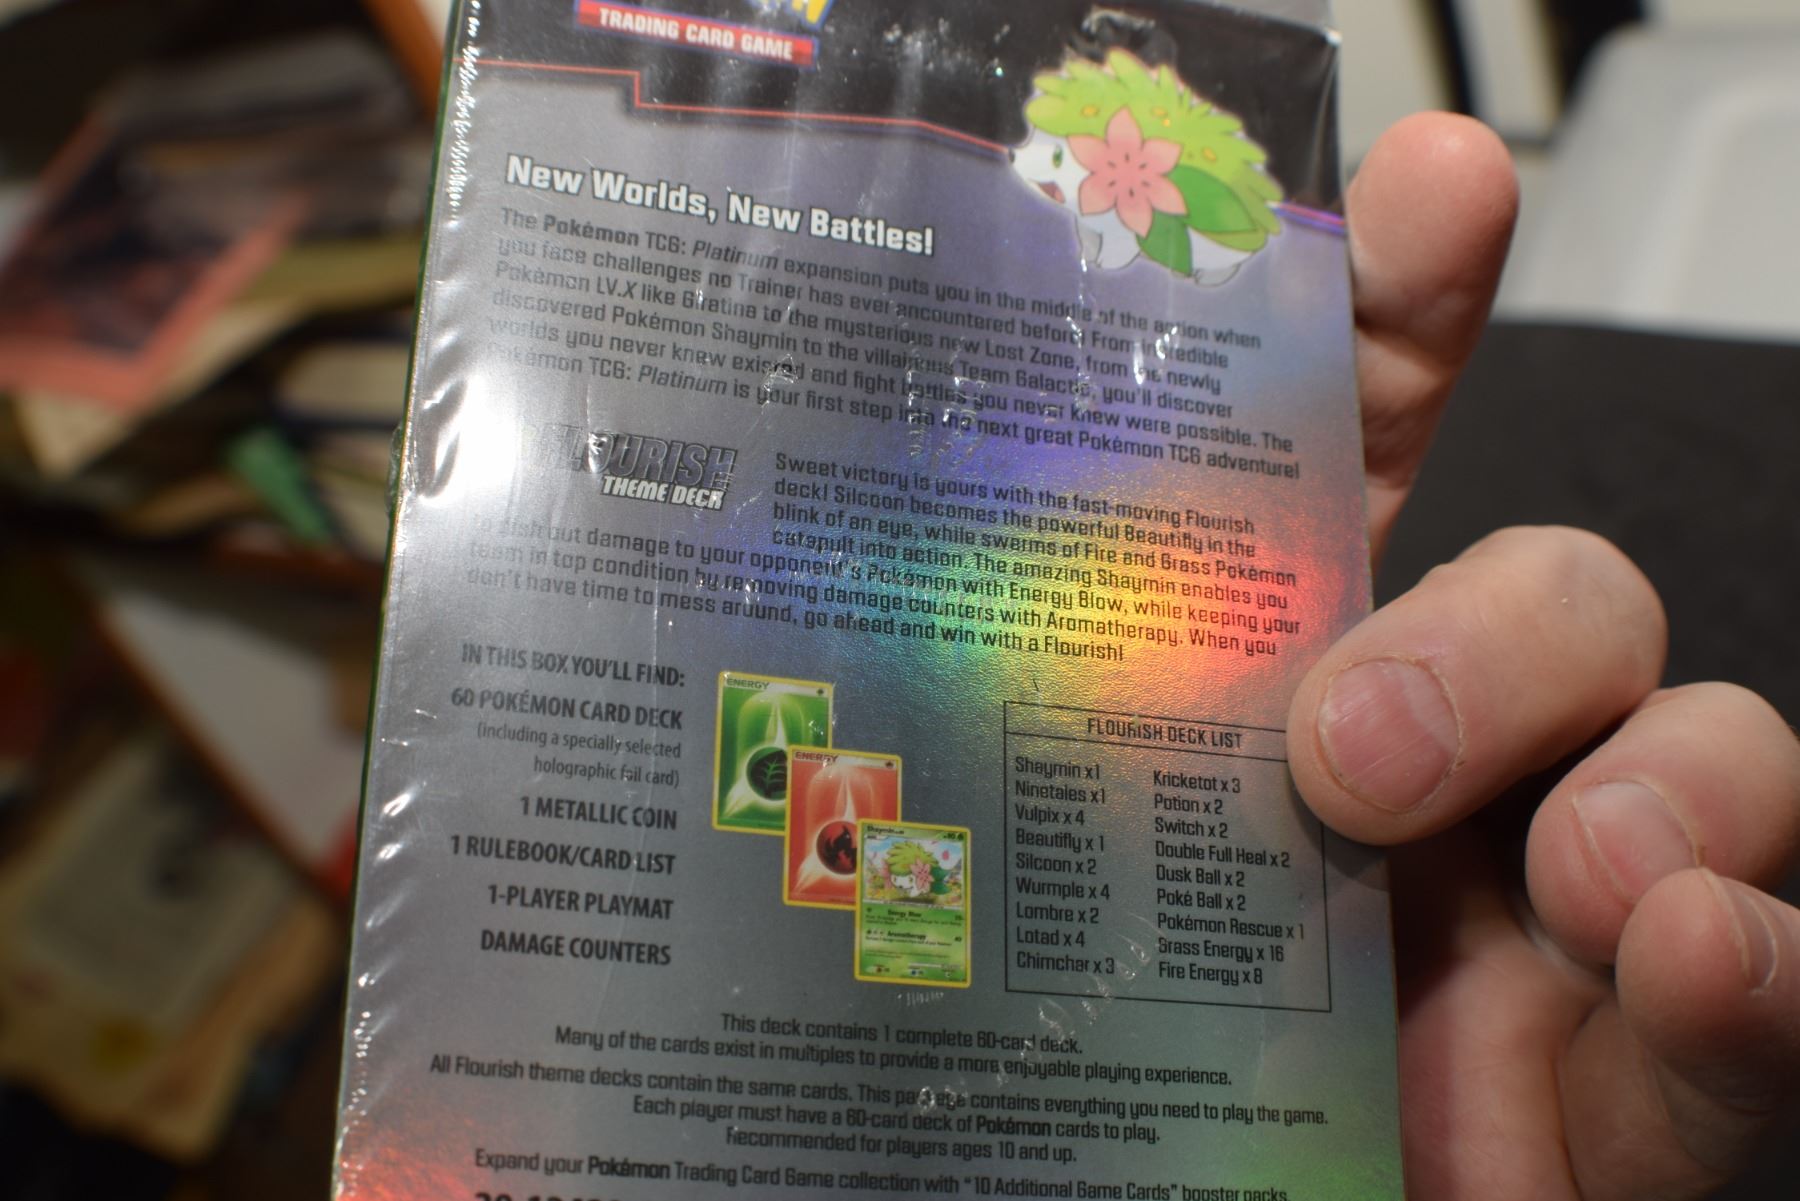 TRADING CARD GAME
New Worlds, New Battles!
The Pokémon TCG: Platinum expansion puts you in the middle of the action when
you face challenges no Trainer has ever encountered before! From incredible
Pokémon LV.X like Giratina to the mysterious new Lost Zone, from the newly
discovered Pokémon Shaymin to the villainous Team Galactic, you'll discover
worlds you never knew existed and fight battles you never knew were possible. The
Pokémon TCG: Platinum is your first step into the next great Pokémon TCG adventure!
FLOURISH
THEME DECK
Sweet victory is yours with the fast-moving Flourish
deck! Silcoon becomes the powerful Beautifly in the
blink of an eye, while swarms of Fire and Grass Pokémon
catapult into action. The amazing Shaymin enables you
to dish out damage to your opponent's Pokémon with Energy Blow, while keeping your
team in top condition by removing damage counters with Aromatherapy. When you
don't have time to mess around, go ahead and win with a Flourish!
IN THIS BOX YOU'LL FIND:
60 POKÉMON CARD DECK
(including a specially selected
holographic foil card)
1 METALLIC COIN
1 RULEBOOK/CARD LIST
1-PLAYER PLAYMAT
DAMAGE COUNTERS
ENERGY
ENERGY
Shaymin
Energy Blow
Aromatherapy
FLOURISH DECK LIST
Shaymin x1
Ninetales x1
Vulpix x 4
Beautifly x 1
Silcoon x 2
Wurmple x 4
Lombre x 2
Lotad x 4
Chimchar x 3
Kricketot x 3
Potion x 2
Switch x 2
Double Full Heal x 2
Dusk Ball x 2
Poké Ball x 2
Pokémon Rescue x 1
Grass Energy x 16
Fire Energy x 8
This deck contains 1 complete 60-card deck.
Many of the cards exist in multiples to provide a more enjoyable playing experience.
All Flourish theme decks contain the same cards. This package contains everything you need to play the game.
Each player must have a 60-card deck of Pokémon cards to play.
Recommended for players ages 10 and up.
Expand your Pokémon Trading Card Game collection with "10 Additional Game Cards" booster packs.